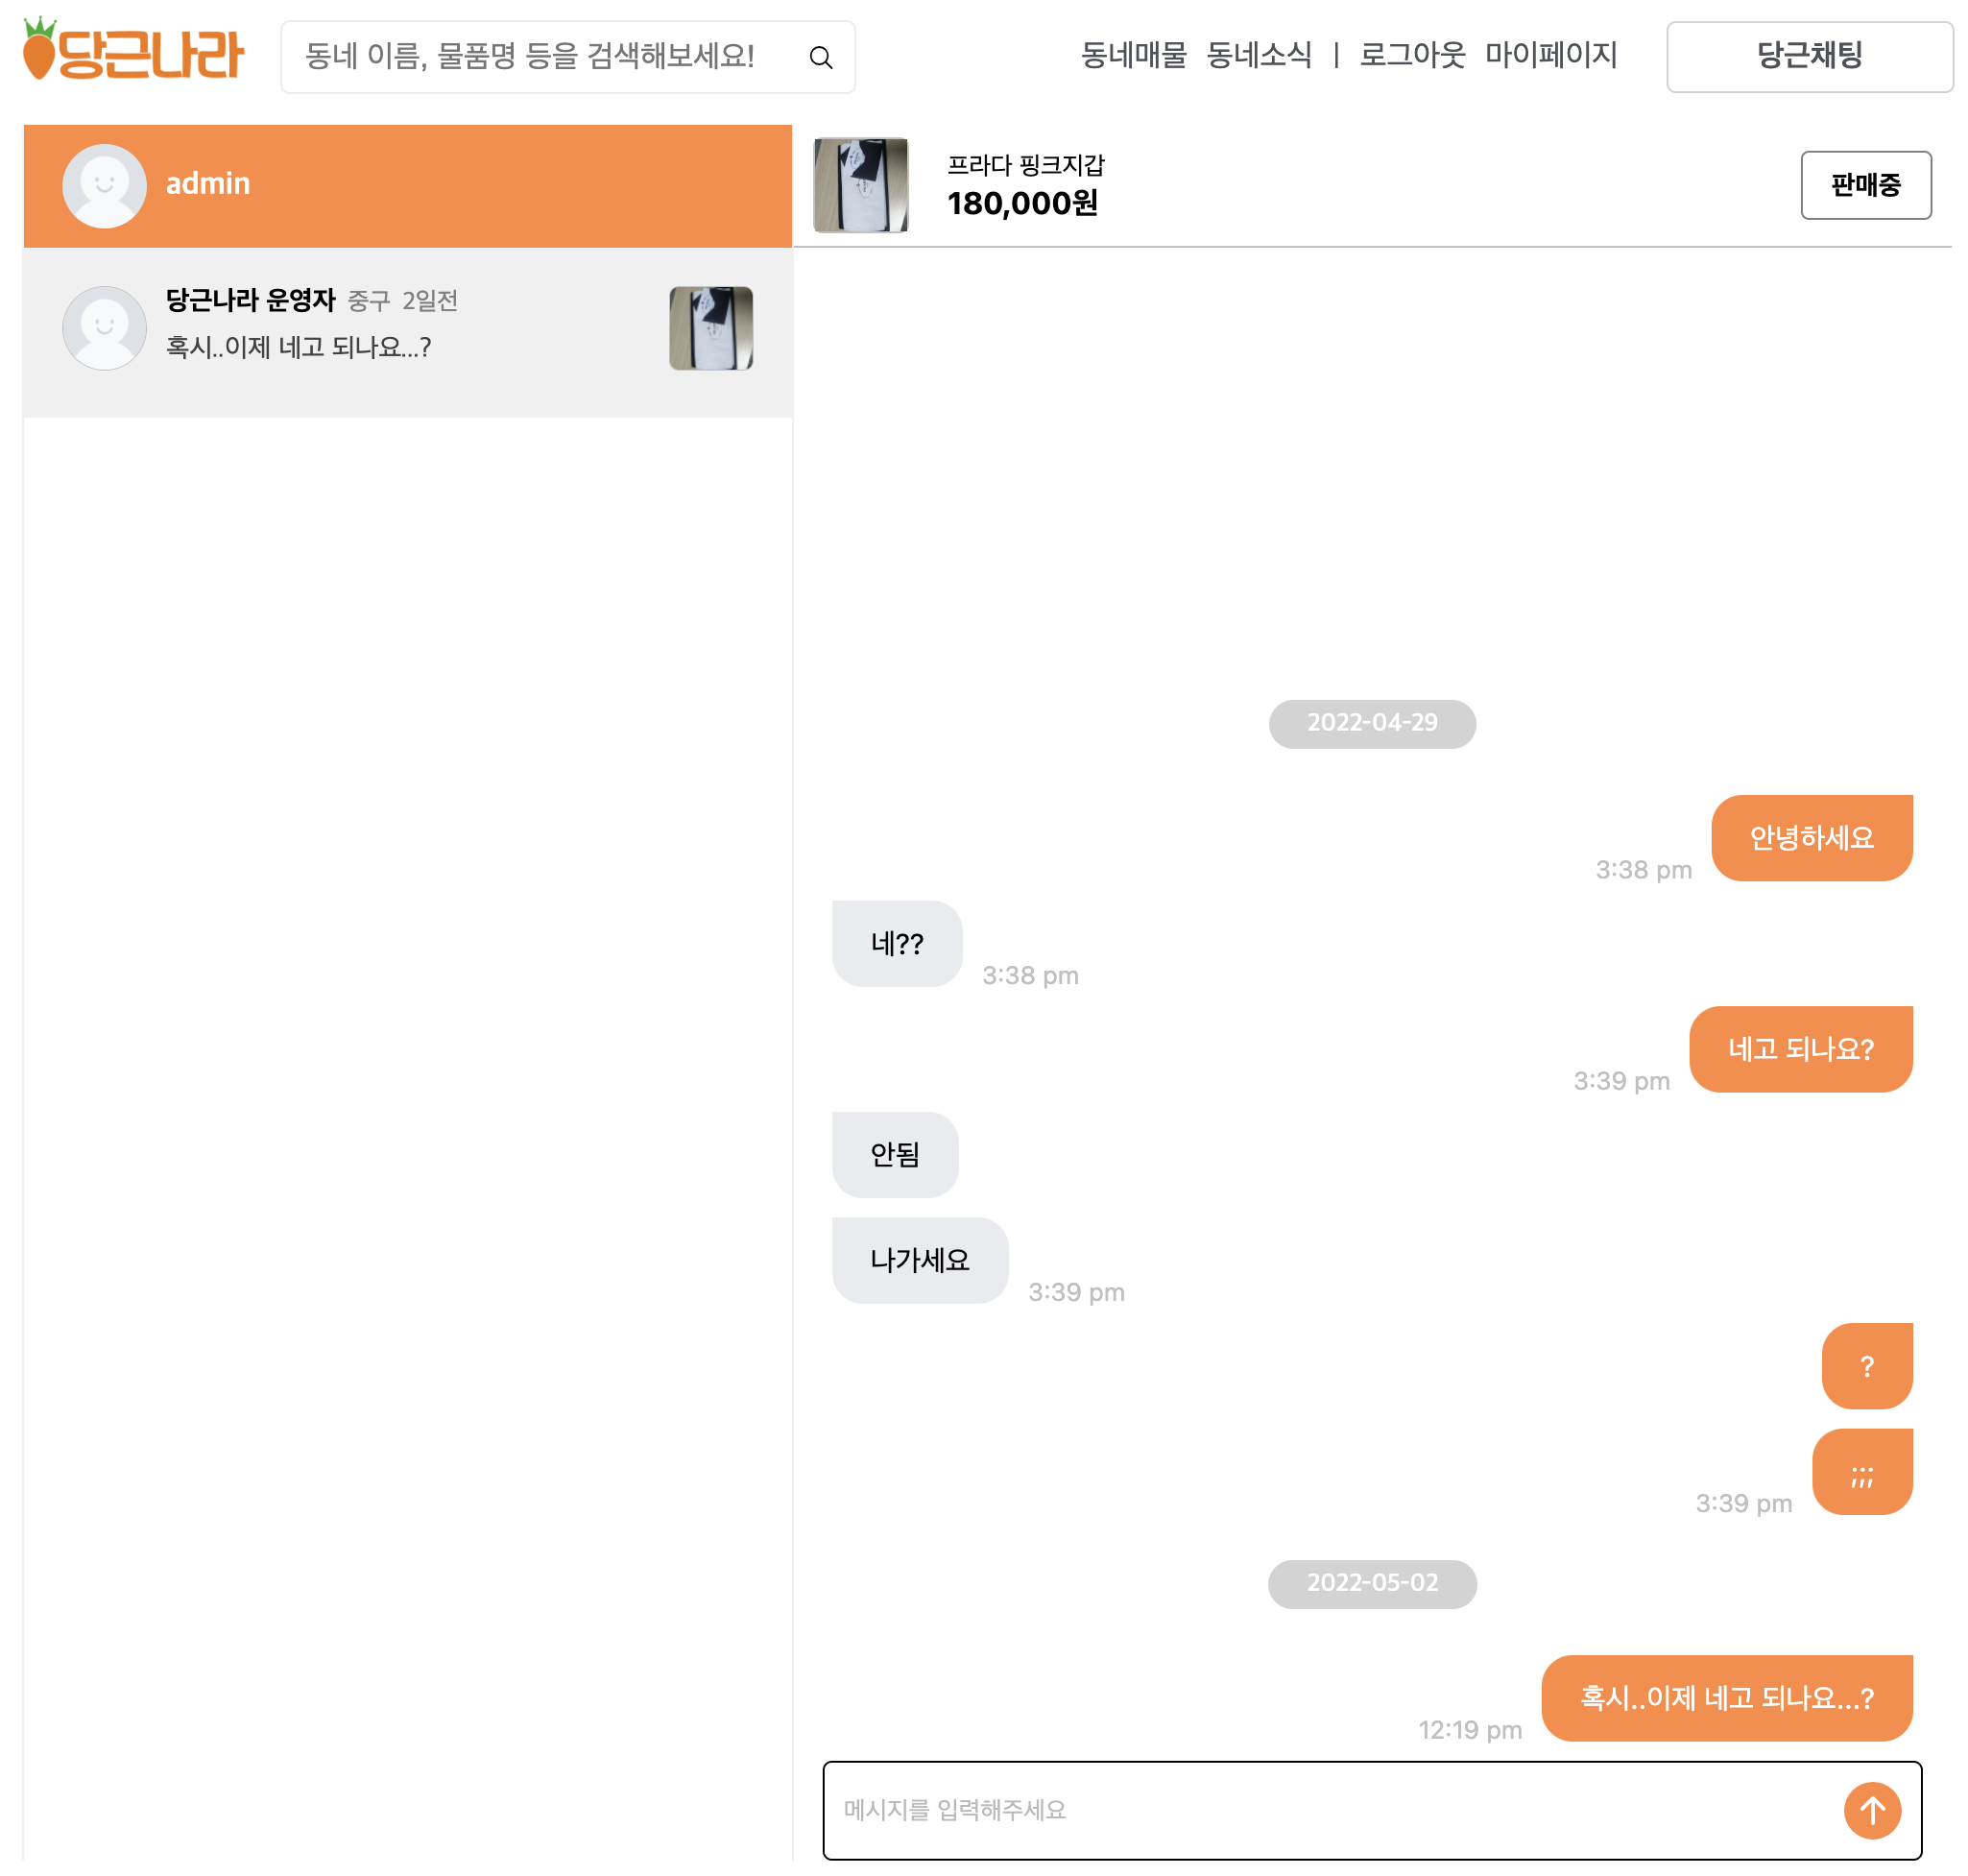 당근나라
동네 이름, 물품명 등을 검색해보세요!
동네매물 동네소식 | 로그아웃 마이페이지
당근채팅
admin
당근나라 운영자 중구 2일전
혹시..이제 네고 되나요...?
프라다 핑크지갑
180,000원
판매중
2022-04-29
안녕하세요
3:38 pm
네??
3:38 pm
네고 되나요?
3:39 pm
안됨
나가세요
3:39 pm
?
;;;
3:39 pm
2022-05-02
혹시..이제 네고 되나요...?
12:19 pm
메시지를 입력해주세요